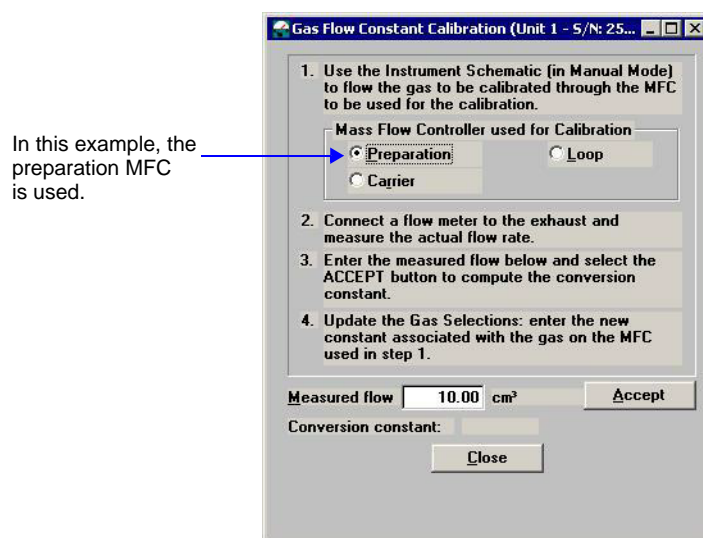 Gas Flow Constant Calibration (Unit 1 - S/N: 25...
1. Use the Instrument Schematic (in Manual Mode)
to flow the gas to be calibrated through the MFC
to be used for the calibration.
In this example, the
preparation MFC
is used.
Mass Flow Controller used for Calibration
Preparation
Loop
Carrier
2. Connect a flow meter to the exhaust and
measure the actual flow rate.
3. Enter the measured flow below and select the
ACCEPT button to compute the conversion
constant.
4. Update the Gas Selections: enter the new
constant associated with the gas on the MFC
used in step 1.
Measured flow 10.00 cm³ Accept
Conversion constant:
Close